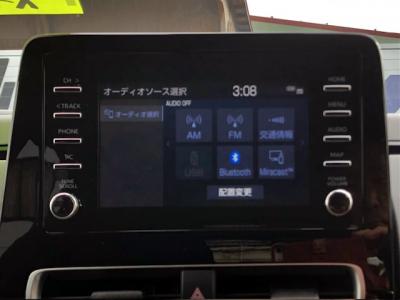 CH >
オーディオソース選択
3:08
HOME
AUDIO OFF
< TRACK
オーディオ選択
MENU
AM
FM
交通情報
PHONE
AUDIO
USB
Bluetooth
Miracast™
T&C
MAP
配置変更
TUNE
SCROLL
POWER
VOLUME